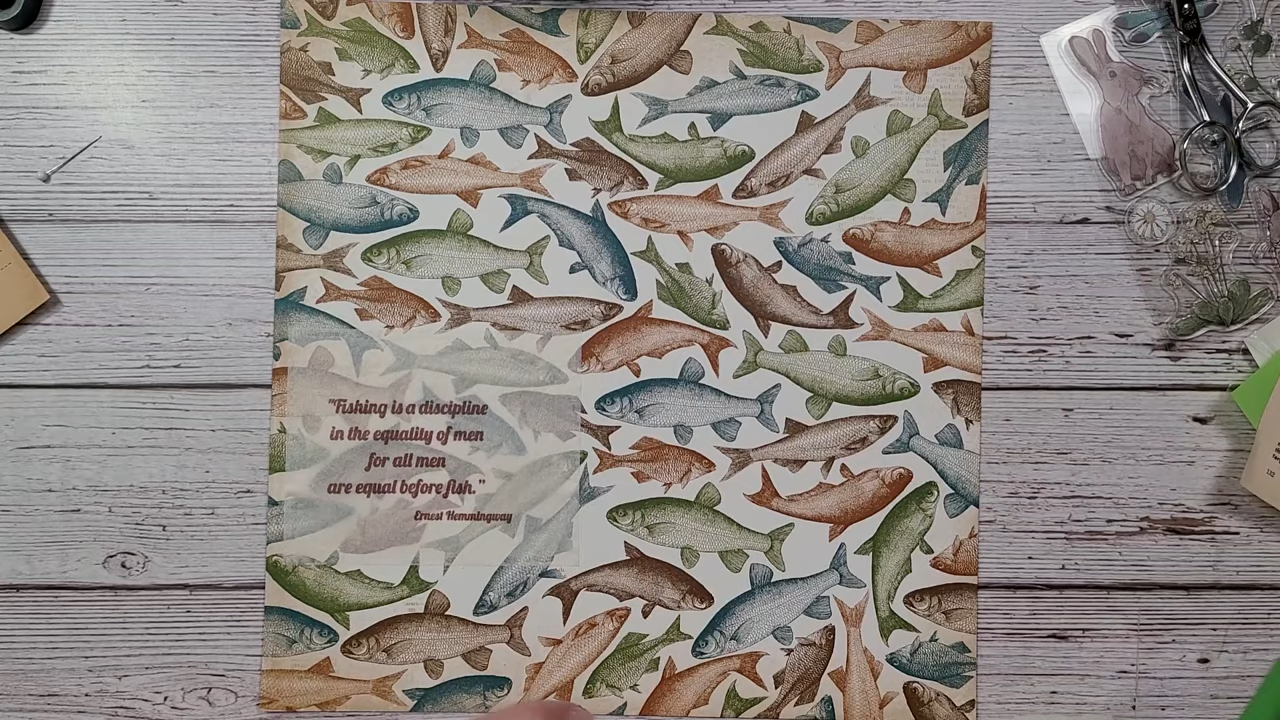 "Fishing is a discipline
in the equality of men
for all men
are equal before fish."
Ernest Hemmingway